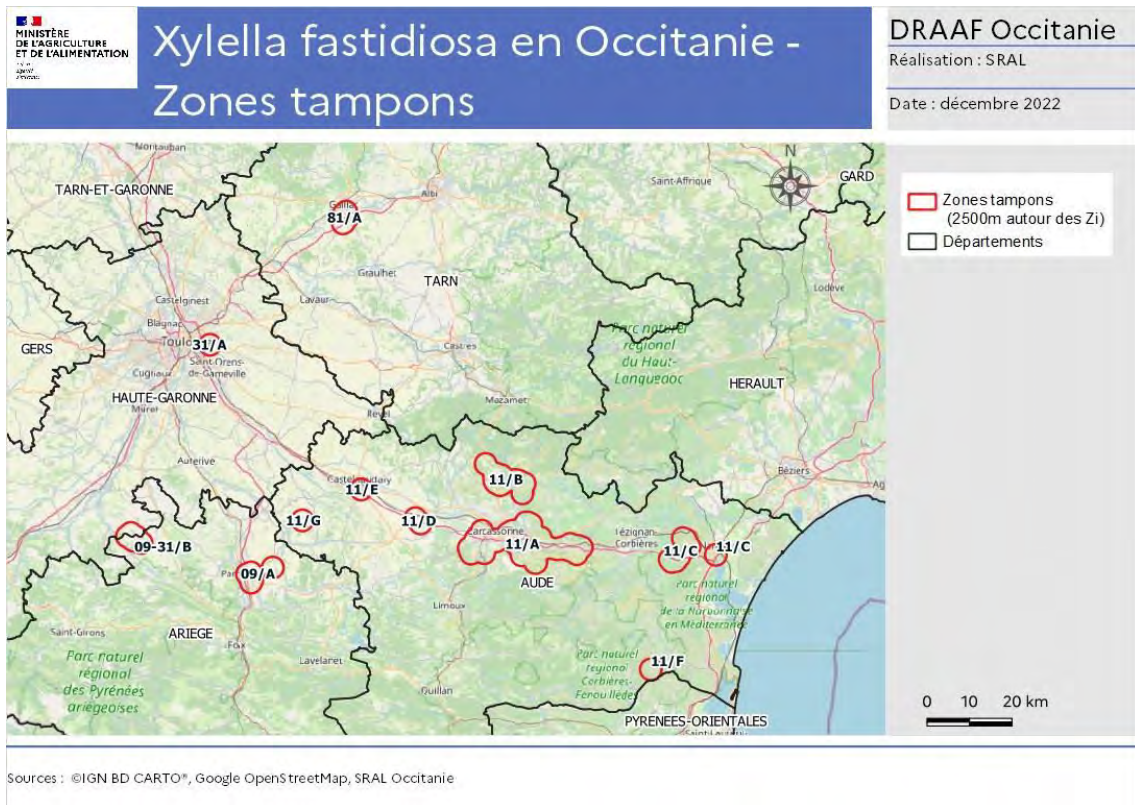 MINISTÈRE
DE L'AGRICULTURE
ET DE L'ALIMENTATION
Xylella fastidiosa en Occitanie -
Zones tampons
DRAAF Occitanie
Réalisation : SRAL
Date : décembre 2022
Montauban
TARN-ET-GARONNE
Albi
Saint-Affrique
N
GARD
81/A
Zones tampons
(2500m autour des Zi)
Départements
Graulhet
TARN
Lodève
Castelginest
Lavaur
Blagnac
31/A
Castres
Parc naturel
régional
du Haut-
Languedoc
GERS
Saint-Orens-
de-Gameville
Cugnaux
HERAULT
HAUTE-GARONNE
Muret
Revel
Mazamet
Auterive
Béziers
Castelnaudary
11/B
11/E
11/G
11/D
Carcassonne
Lézignan-
Corbières
11/A
11/C
11/C
09-31/B
09/A
AUDE
Parc naturel
régional
de la Narbonnaise
en Méditerranée
Limoux
Saint-Girons
ARIEGE
Foix
Lavelanet
Parc naturel
régional
des Pyrénées
ariégeoises
Parc naturel
régional
Corbières-
Fenouillèdes
11/F
Quillan
0 10 20 km
PYRENEES-ORIENTALES
Sources : ©IGN BD CARTO®, Google OpenStreetMap, SRAL Occitanie